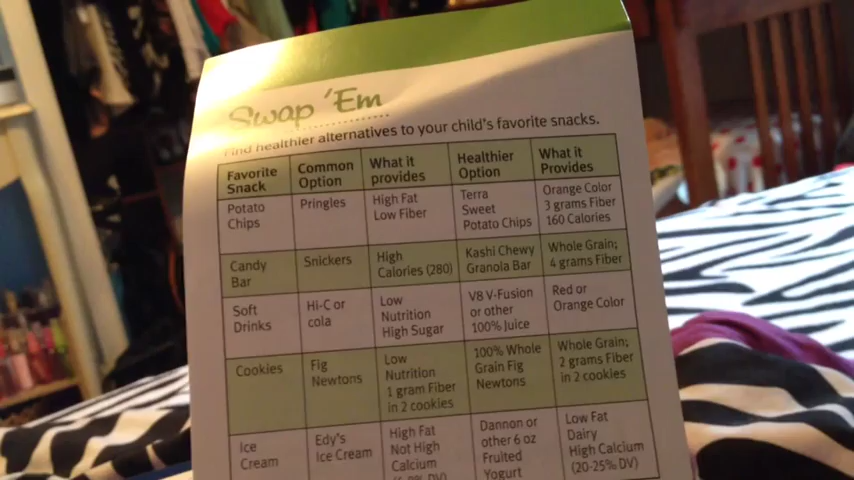 Swap 'Em
Find healthier alternatives to your child's favorite snacks.
Favorite Snack | Common Option | What it provides | Healthier Option | What it Provides
Potato Chips | Pringles | High Fat Low Fiber | Terra Sweet Potato Chips | Orange Color 3 grams Fiber 160 Calories
Candy Bar | Snickers | High Calories (280) | Kashi Chewy Granola Bar | Whole Grain; 4 grams Fiber
Soft Drinks | Hi-C or cola | Low Nutrition High Sugar | V8 V-Fusion or other 100% Juice | Red or Orange Color
Cookies | Fig Newtons | Low Nutrition 1 gram Fiber in 2 cookies | 100% Whole Grain Fig Newtons | Whole Grain; 2 grams Fiber in 2 cookies
Ice Cream | Edy's Ice Cream | High Fat Not High Calcium | Dannon or other 6 oz Fruited Yogurt | Low Fat Dairy High Calcium (20-25% DV)